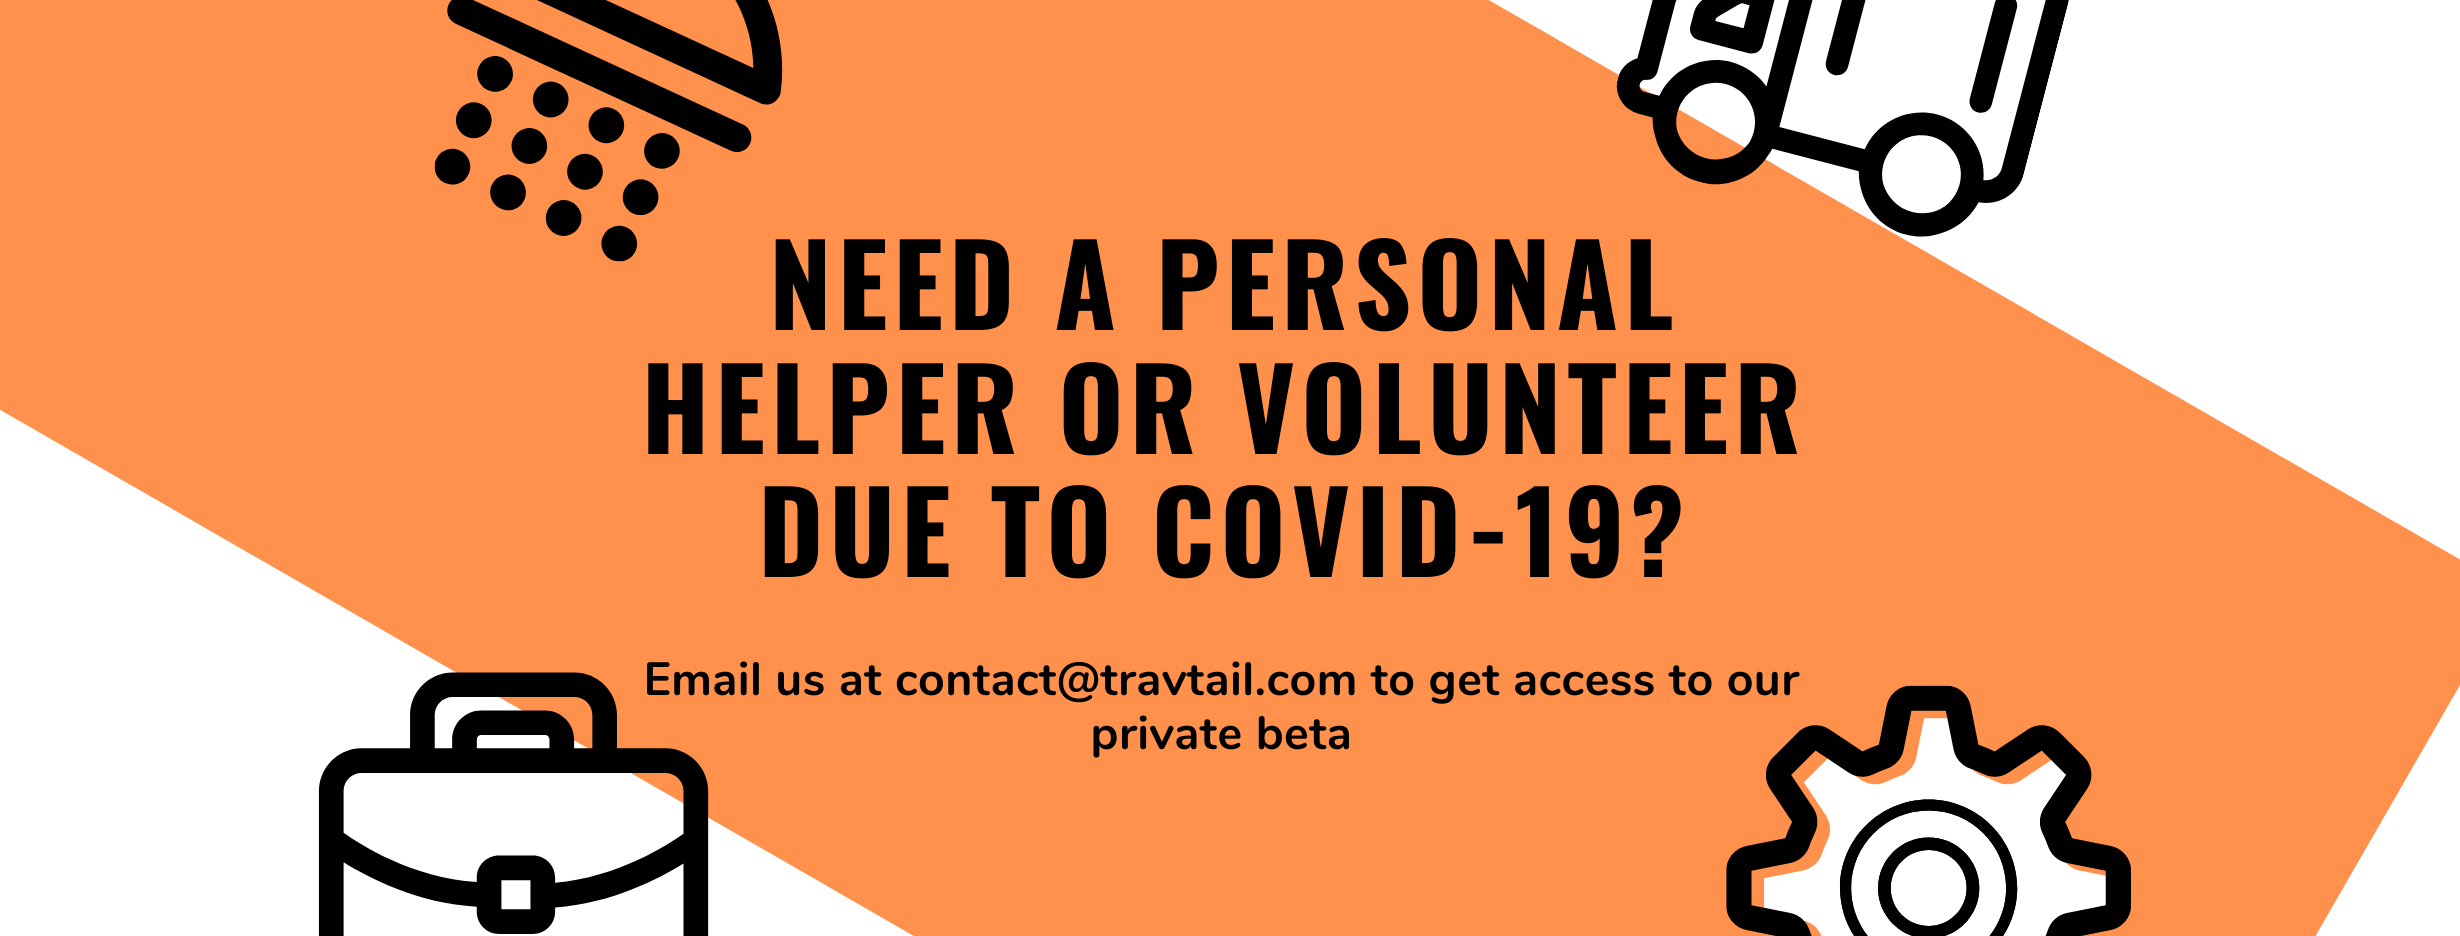 NEED A PERSONAL
HELPER OR VOLUNTEER
DUE TO COVID-19?
Email us at contact@travtail.com to get access to our
private beta